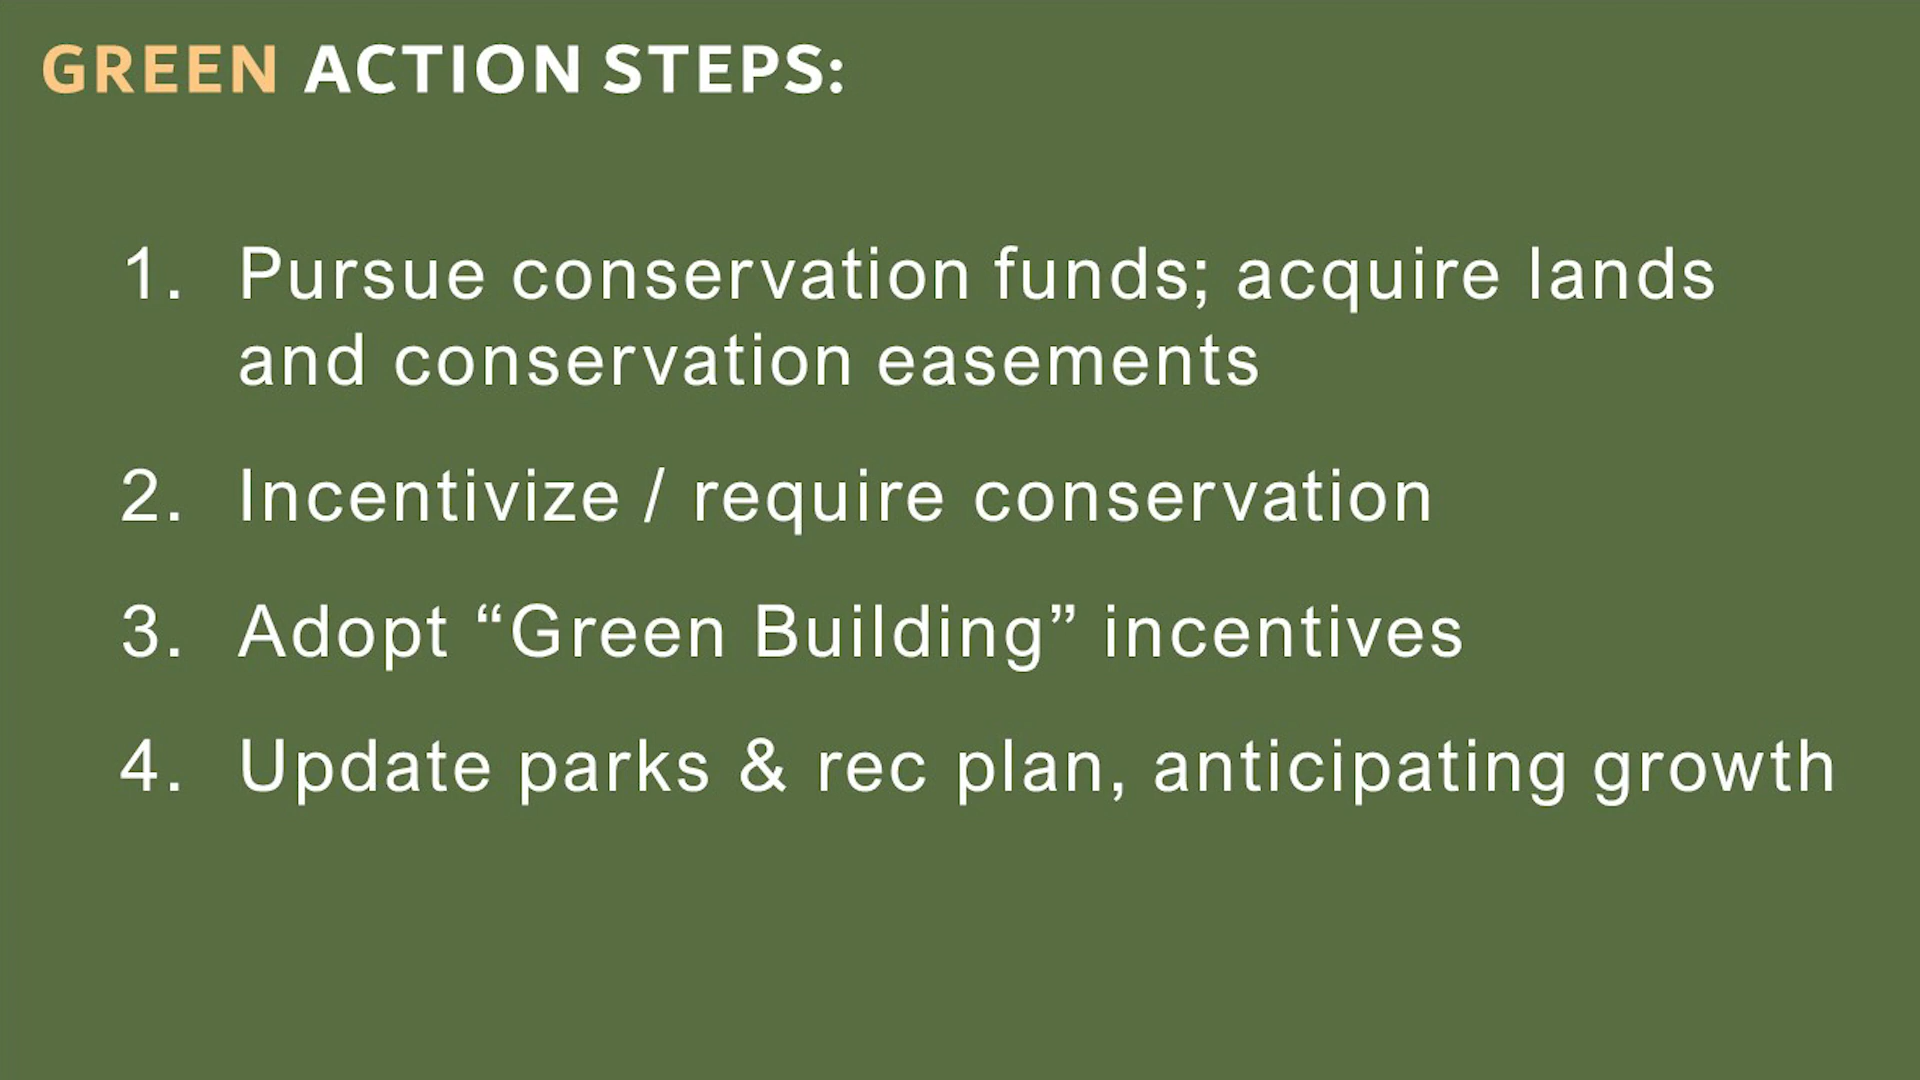 GREEN ACTION STEPS:
1. Pursue conservation funds; acquire lands
and conservation easements
2. Incentivize / require conservation
3. Adopt “Green Building” incentives
4. Update parks & rec plan, anticipating growth